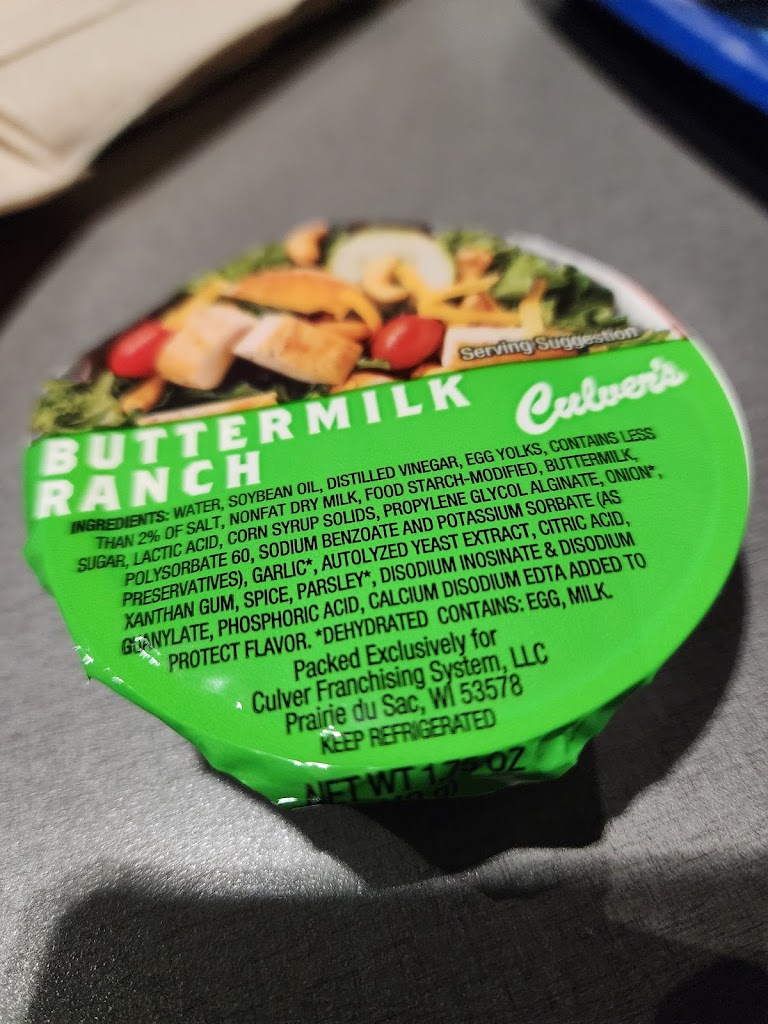 Serving Suggestion
Culver's
BUTTERMILK
RANCH
INGREDIENTS: WATER, SOYBEAN OIL, DISTILLED VINEGAR, EGG YOLKS, CONTAINS LESS
THAN 2% OF SALT, NONFAT DRY MILK, FOOD STARCH-MODIFIED, BUTTERMILK,
SUGAR, LACTIC ACID, CORN SYRUP SOLIDS, PROPYLENE GLYCOL ALGINATE, ONION*,
POLYSORBATE 60, SODIUM BENZOATE AND POTASSIUM SORBATE (AS
PRESERVATIVES), GARLIC*, AUTOLYZED YEAST EXTRACT, CITRIC ACID,
XANTHAN GUM, SPICE, PARSLEY*, DISODIUM INOSINATE & DISODIUM
GUANYLATE, PHOSPHORIC ACID, CALCIUM DISODIUM EDTA ADDED TO
PROTECT FLAVOR. *DEHYDRATED CONTAINS: EGG, MILK.
Packed Exclusively for
Culver Franchising System, LLC
Prairie du Sac, WI 53578
KEEP REFRIGERATED
NET WT 1.75 OZ